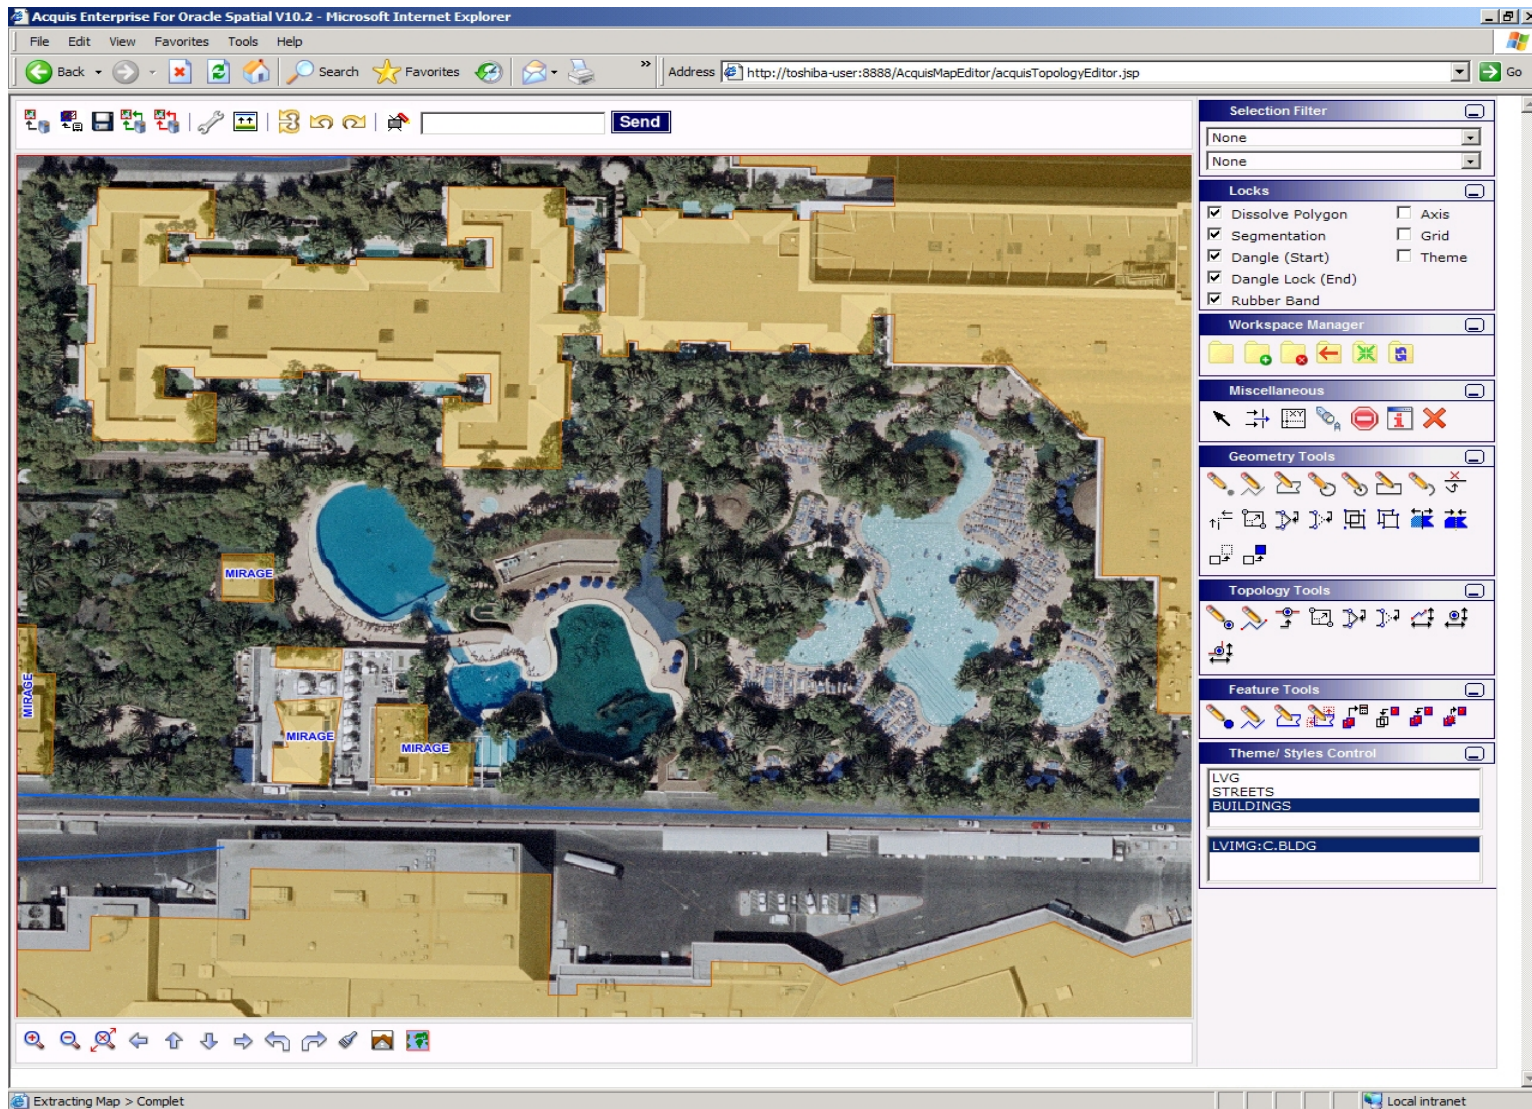 Acquis Enterprise For Oracle Spatial V10.2 - Microsoft Internet Explorer
File Edit View Favorites Tools Help
Back Search Favorites » Address http://toshiba-user:8888/AcquisMapEditor/acquisTopologyEditor.jsp Go
Send
Selection Filter
None
None
Locks
Dissolve Polygon Axis
Segmentation Grid
Dangle (Start) Theme
Dangle Lock (End)
Rubber Band
Workspace Manager
Miscellaneous
XY
Geometry Tools
Topology Tools
Feature Tools
Theme/ Styles Control
LVG
STREETS
BUILDINGS
LVIMG:C.BLDG
MIRAGE
MIRAGE
MIRAGE
MIRAGE
Extracting Map > Complet
Local intranet